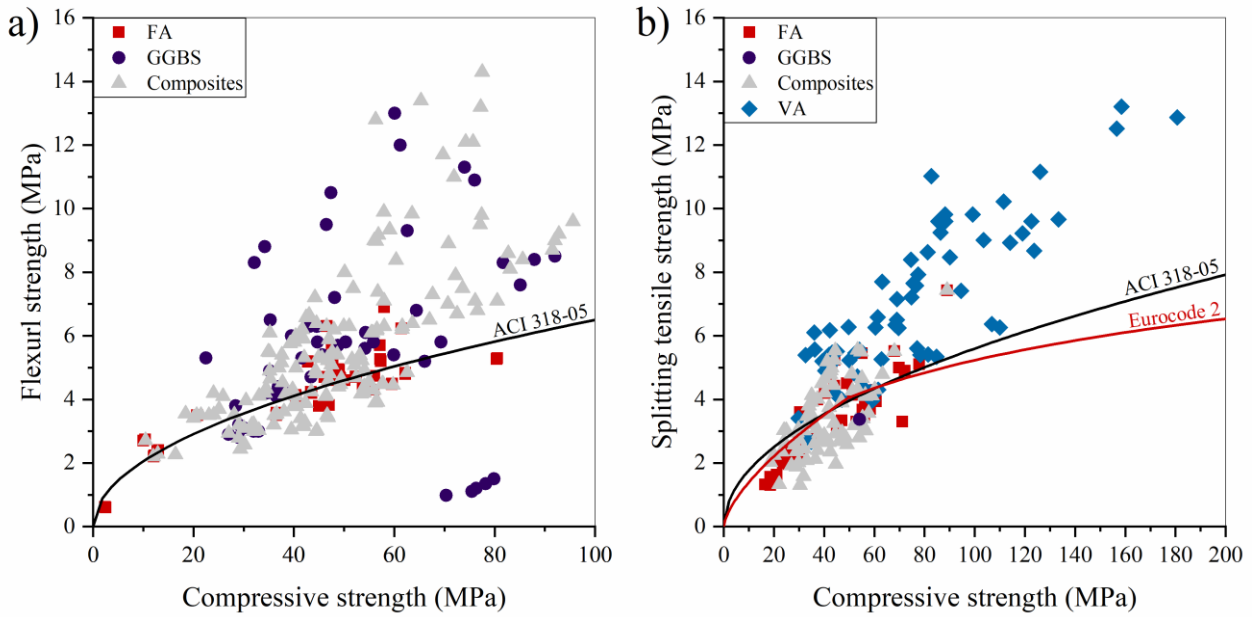 a)
Flexurl strength (MPa)
16
14
12
10
8
6
4
2
0
FA
GGBS
Composites
ACI 318-05
0 20 40 60 80 100
Compressive strength (MPa)
b)
Splitting tensile strength (MPa)
16
14
12
10
8
6
4
2
0
FA
GGBS
Composites
VA
ACI 318-05
Eurocode 2
0 20 40 60 80 100 120 140 160 180 200
Compressive strength (MPa)